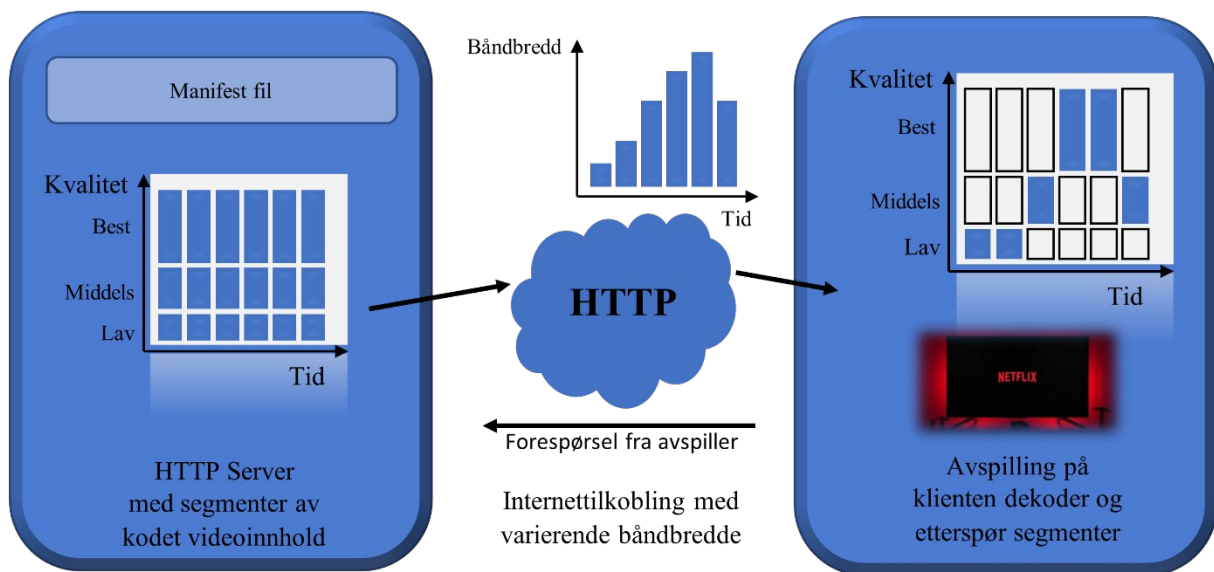 Manifest fil
Kvalitet
Best
Middels
Lav
Tid
HTTP Server
med segmenter av
kodet videoinnhold
Båndbredd
Tid
HTTP
Forespørsel fra avspiller
Internettilkobling med
varierende båndbredde
Kvalitet
Best
Middels
Lav
Tid
NETFLIX
Avspilling på
klienten dekoder og
etterspør segmenter